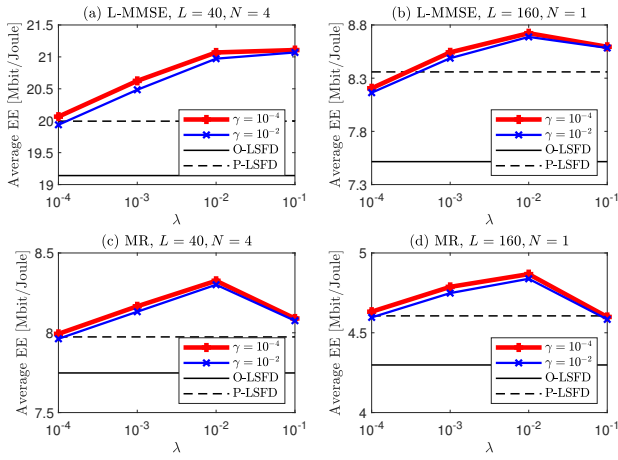 (a) L-MMSE, L = 40, N = 4
Average EE [Mbit/Joule]
21.5
21
20.5
20
19.5
19
γ = 10⁻⁴
γ = 10⁻²
O-LSFD
P-LSFD
10⁻⁴
10⁻³
10⁻²
10⁻¹
λ
(b) L-MMSE, L = 160, N = 1
Average EE [Mbit/Joule]
8.8
8.3
7.8
7.3
γ = 10⁻⁴
γ = 10⁻²
O-LSFD
P-LSFD
10⁻⁴
10⁻³
10⁻²
10⁻¹
λ
(c) MR, L = 40, N = 4
Average EE [Mbit/Joule]
8.5
8
7.5
γ = 10⁻⁴
γ = 10⁻²
O-LSFD
P-LSFD
10⁻⁴
10⁻³
10⁻²
10⁻¹
λ
(d) MR, L = 160, N = 1
Average EE [Mbit/Joule]
5
4.6
4.3
4
γ = 10⁻⁴
γ = 10⁻²
O-LSFD
P-LSFD
10⁻⁴
10⁻³
10⁻²
10⁻¹
λ